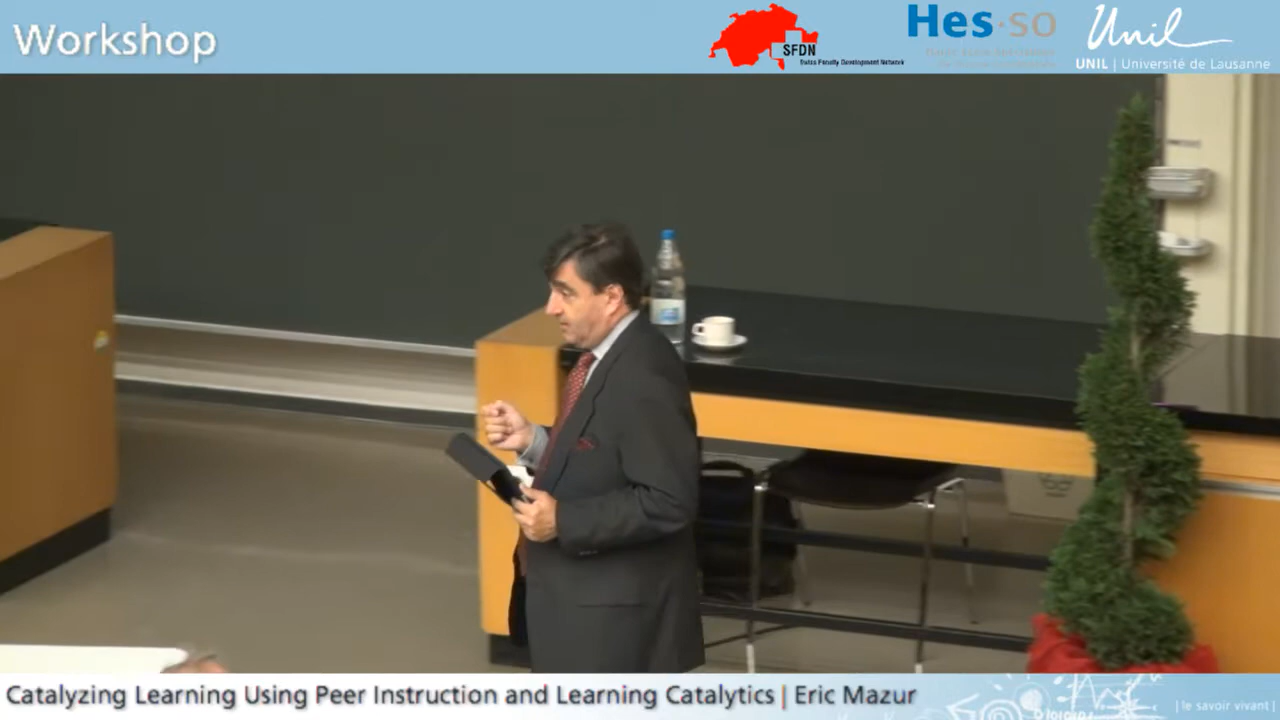 Workshop
SFDN
Swiss Faculty Development Network
Hes·so
Unil
UNIL | Université de Lausanne
Catalyzing Learning Using Peer Instruction and Learning Catalytics | Eric Mazur
| le savoir vivant |